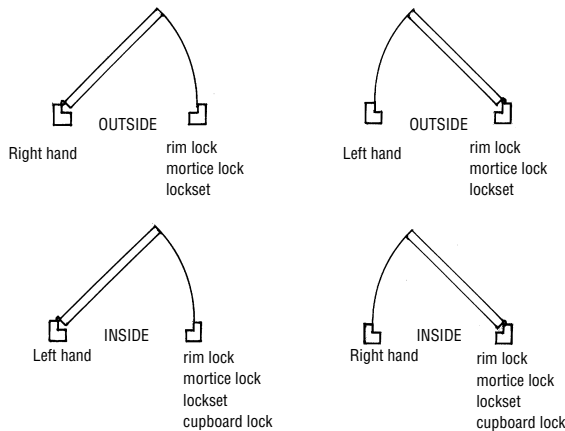 OUTSIDE
Right hand
rim lock
mortice lock
lockset
OUTSIDE
Left hand
rim lock
mortice lock
lockset
INSIDE
Left hand
rim lock
mortice lock
lockset
cupboard lock
INSIDE
Right hand
rim lock
mortice lock
lockset
cupboard lock